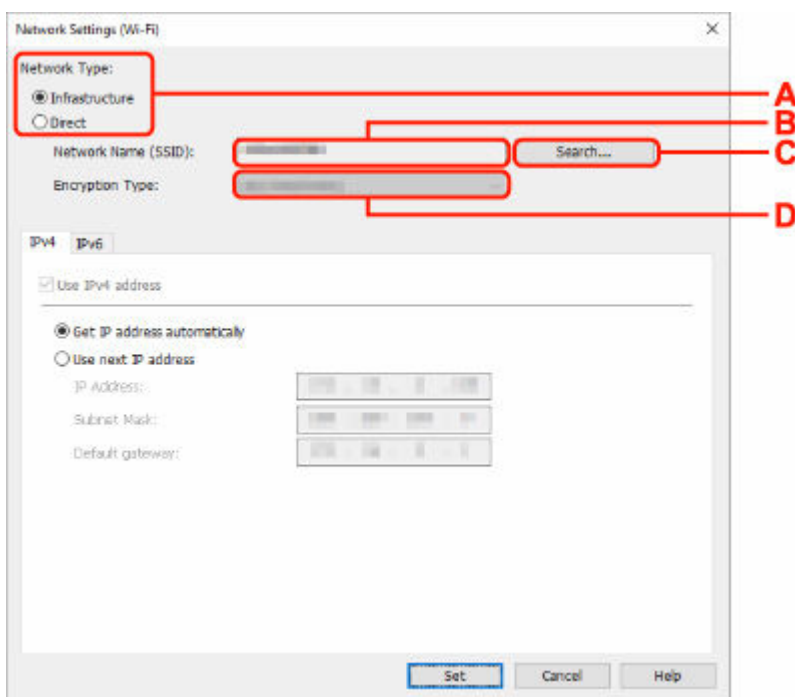 Network Settings (Wi-Fi)
Network Type:
Infrastructure
A
Direct
B
Network Name (SSID):
Search...
C
Encryption Type:
D
IPv4 IPv6
Use IPv4 address
Get IP address automatically
Use next IP address
IP Address:
Subnet Mask:
Default gateway:
Set Cancel Help